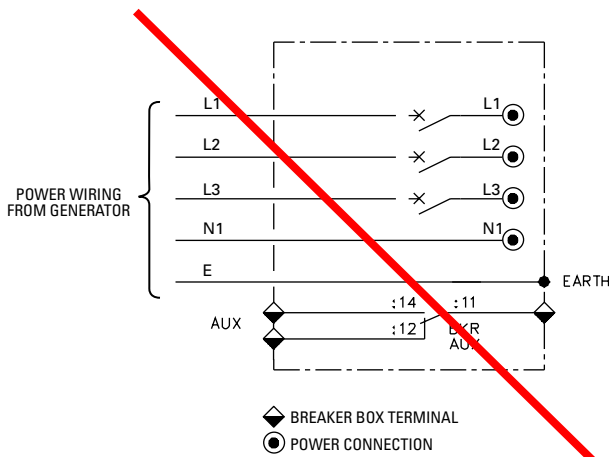 L1 L1
L2 L2
L3 L3
POWER WIRING
FROM GENERATOR
N1 N1
E
EARTH
:14 :11
AUX
:12 BKR
AUX
BREAKER BOX TERMINAL
POWER CONNECTION